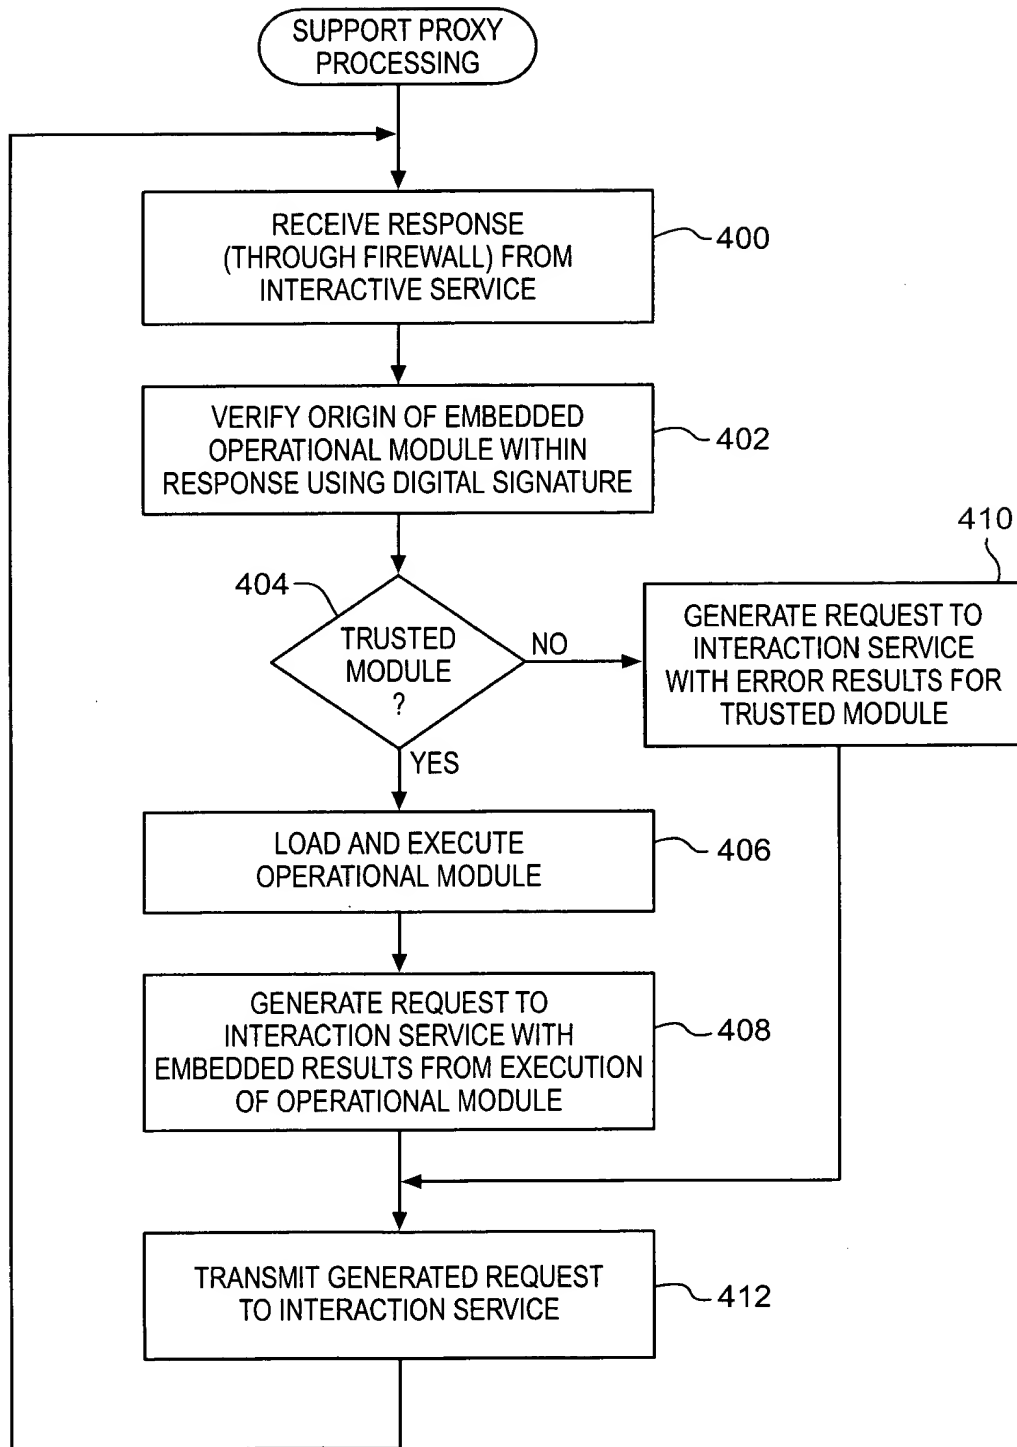 SUPPORT PROXY
PROCESSING
RECEIVE RESPONSE
(THROUGH FIREWALL) FROM
INTERACTIVE SERVICE
400
VERIFY ORIGIN OF EMBEDDED
OPERATIONAL MODULE WITHIN
RESPONSE USING DIGITAL SIGNATURE
402
404
TRUSTED
MODULE
?
NO
YES
410
GENERATE REQUEST TO
INTERACTION SERVICE
WITH ERROR RESULTS FOR
TRUSTED MODULE
LOAD AND EXECUTE
OPERATIONAL MODULE
406
GENERATE REQUEST TO
INTERACTION SERVICE WITH
EMBEDDED RESULTS FROM EXECUTION
OF OPERATIONAL MODULE
408
TRANSMIT GENERATED REQUEST
TO INTERACTION SERVICE
412